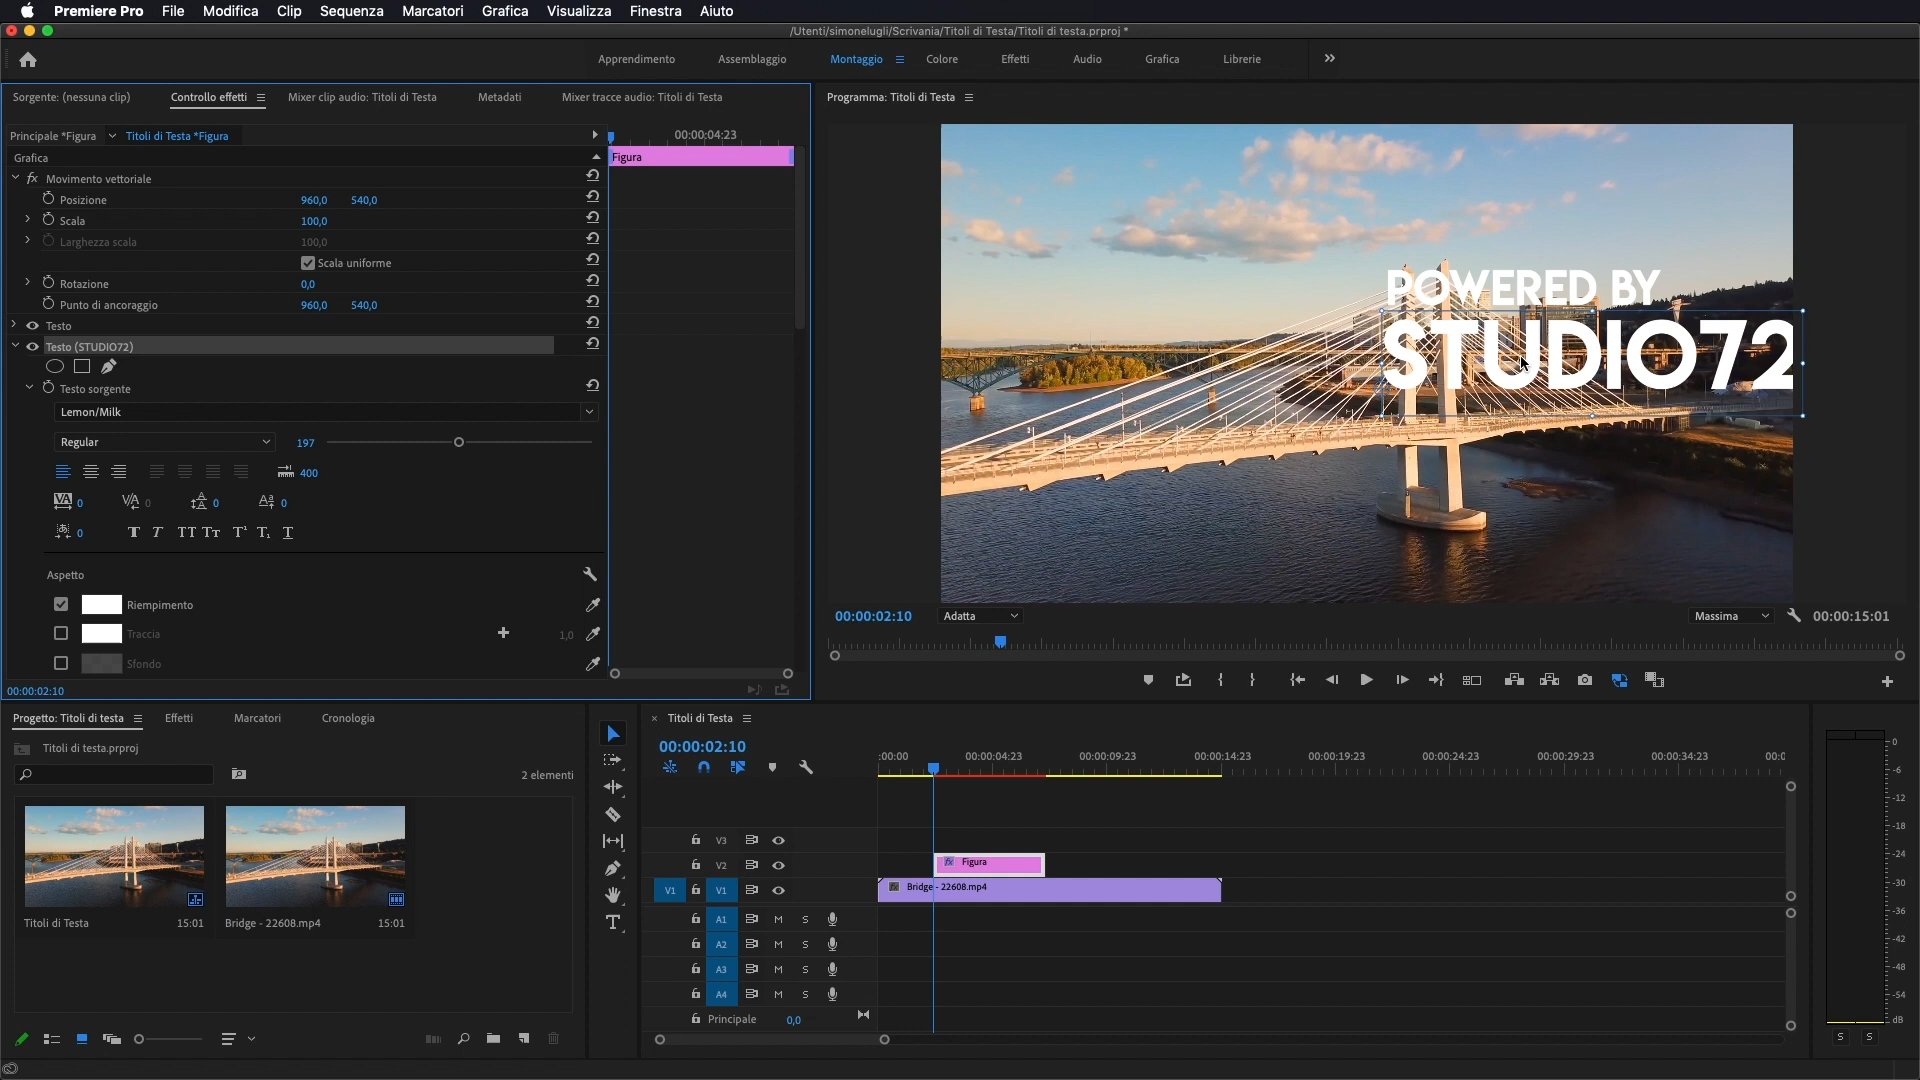 Premiere Pro File Modifica Clip Sequenza Marcatori Grafica Visualizza Finestra Aiuto
/Utenti/simonelugli/Scrivania/Titoli di Testa/Titoli di testa.prproj *
Apprendimento Assemblaggio Montaggio Colore Effetti Audio Grafica Librerie
Sorgente: (nessuna clip) Controllo effetti Mixer clip audio: Titoli di Testa Metadati Mixer tracce audio: Titoli di Testa
Programma: Titoli di Testa
Principale *Figura Titoli di Testa *Figura 00:00:04:23
Grafica Figura
fx Movimento vettoriale
Posizione 960,0 540,0
Scala 100,0
Larghezza scala 100,0
Scala uniforme
Rotazione 0,0
Punto di ancoraggio 960,0 540,0
Testo
Testo (STUDIO72)
Testo sorgente
Lemon/Milk
Regular 197
400
0 0 0 0
0
Aspetto
Riempimento
Traccia 1,0
Sfondo
00:00:02:10
POWERED BY
STUDIO72
00:00:02:10 Adatta Massima 00:00:15:01
Progetto: Titoli di testa Effetti Marcatori Cronologia
Titoli di testa.prproj
2 elementi
Titoli di Testa 15:01 Bridge - 22608.mp4 15:01
Titoli di Testa
00:00:02:10
:00:00 00:00:04:23 00:00:09:23 00:00:14:23 00:00:19:23 00:00:24:23 00:00:29:23 00:00:34:23 00:0
V3
V2 fx Figura
V1 V1 Bridge - 22608.mp4
A1 M S
A2 M S
A3 M S
A4 M S
Principale 0,0
0
-6
-12
-18
-24
-30
-36
-42
-48
-54
dB
S S